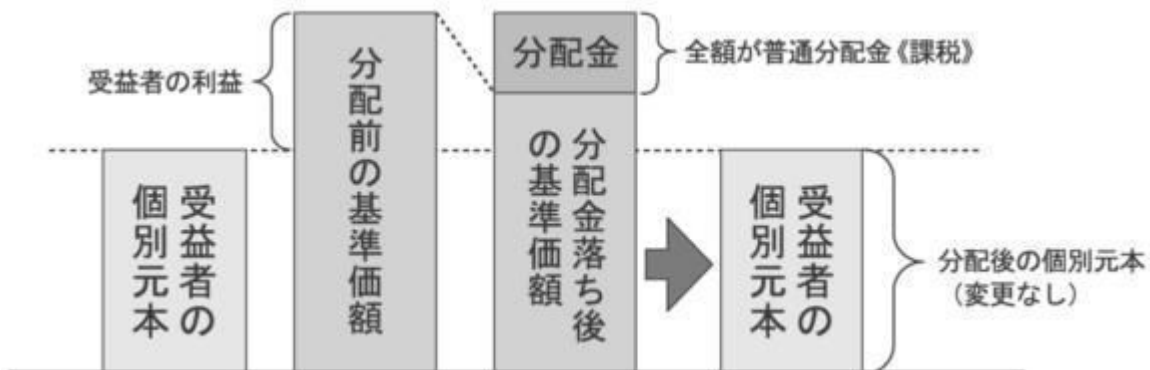 受益者の利益
受益者の
個別元本
分配前の基準価額
分配金
全額が普通分配金《課税》
分配金落ち後
の基準価額
受益者の
個別元本
分配後の個別元本
（変更なし）